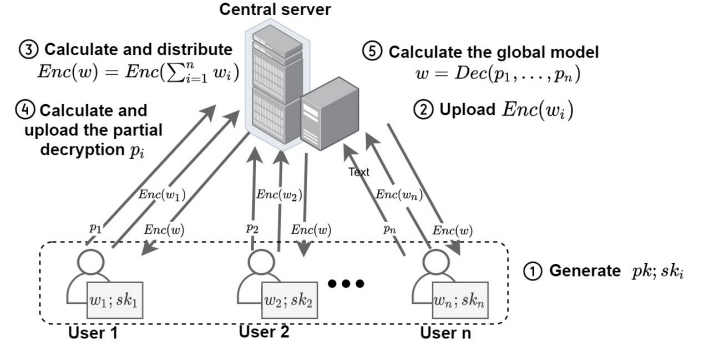 Central server
③ Calculate and distribute
Enc(w) = Enc(∑ⁿᵢ₌₁ wᵢ)
⑤ Calculate the global model
w = Dec(p₁, . . . , pₙ)
④ Calculate and
upload the partial
decryption pᵢ
② Upload Enc(wᵢ)
Text
Enc(w₁)
Enc(w₂)
Enc(wₙ)
p₁
Enc(w)
p₂
Enc(w)
pₙ
Enc(w)
① Generate pk; skᵢ
w₁; sk₁
w₂; sk₂
wₙ; skₙ
User 1
User 2
User n